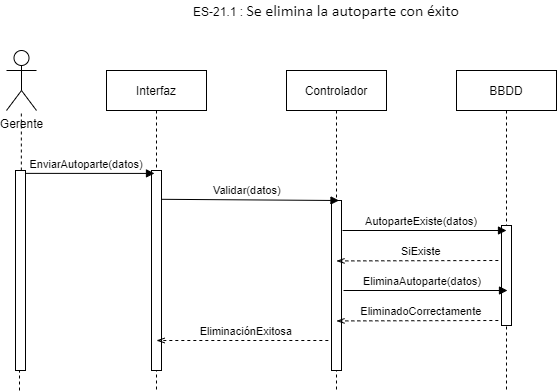 ES-21.1 : Se elimina la autoparte con éxito
Interfaz
Controlador
BBDD
Gerente
EnviarAutoparte(datos)
Validar(datos)
AutoparteExiste(datos)
SiExiste
EliminaAutoparte(datos)
EliminadoCorrectamente
EliminaciónExitosa